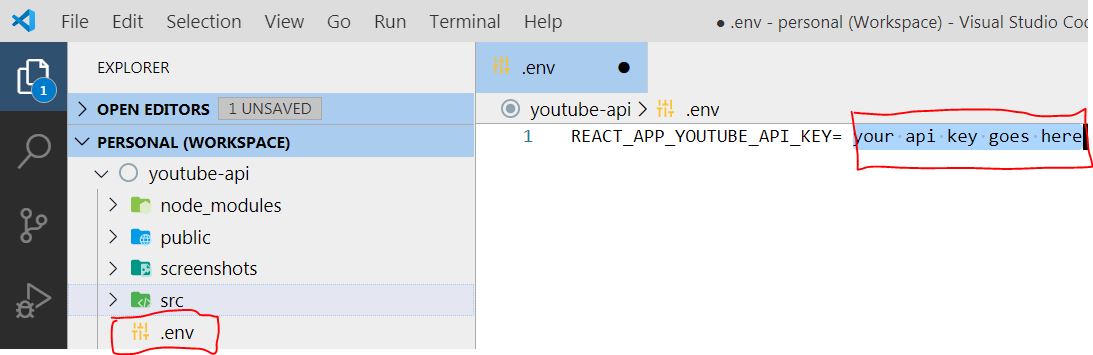 File Edit Selection View Go Run Terminal Help ● .env - personal (Workspace) - Visual Studio Cod
EXPLORER
.env ●
1
OPEN EDITORS 1 UNSAVED
youtube-api > .env
PERSONAL (WORKSPACE)
1 REACT_APP_YOUTUBE_API_KEY= your api key goes here
youtube-api
node_modules
public
screenshots
src
.env